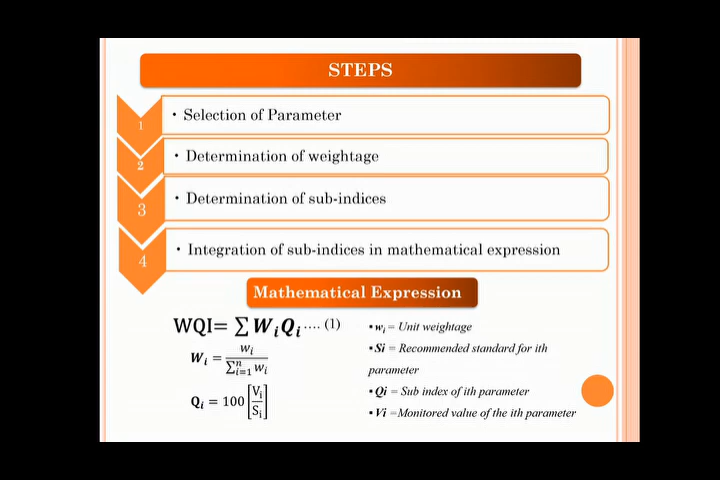 STEPS
1 • Selection of Parameter
2 • Determination of weightage
3 • Determination of sub-indices
4 • Integration of sub-indices in mathematical expression
Mathematical Expression
WQI= ∑ WᵢQᵢ .... (1)
Wᵢ = wᵢ / ∑ⁿᵢ₌₁ wᵢ
Qᵢ = 100 [Vᵢ / Sᵢ]
• wᵢ = Unit weightage
• Si = Recommended standard for ith
parameter
• Qi = Sub index of ith parameter
• Vi =Monitored value of the ith parameter